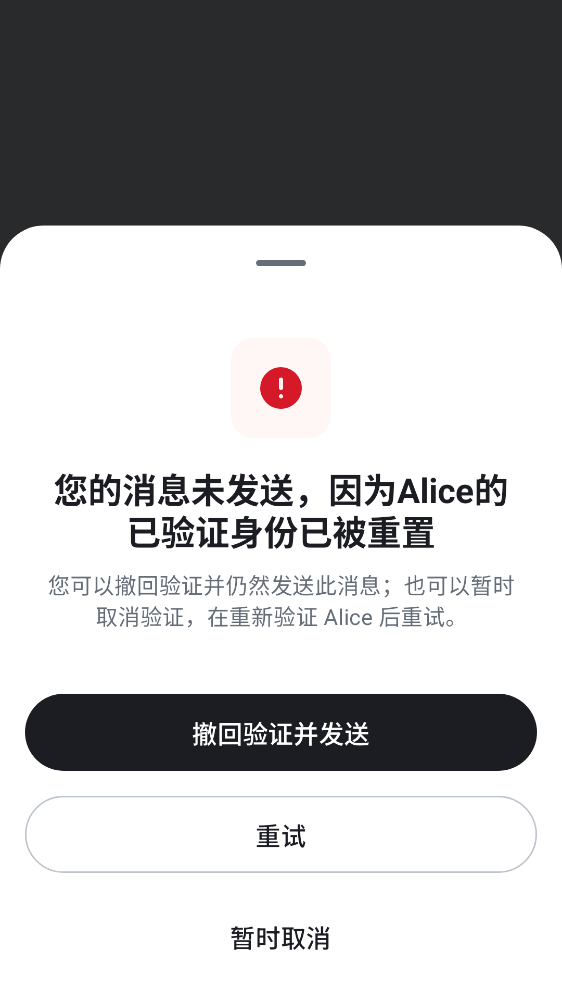 您的消息未发送，因为Alice的
已验证身份已被重置
您可以撤回验证并仍然发送此消息；也可以暂时
取消验证，在重新验证 Alice 后重试。
撤回验证并发送
重试
暂时取消